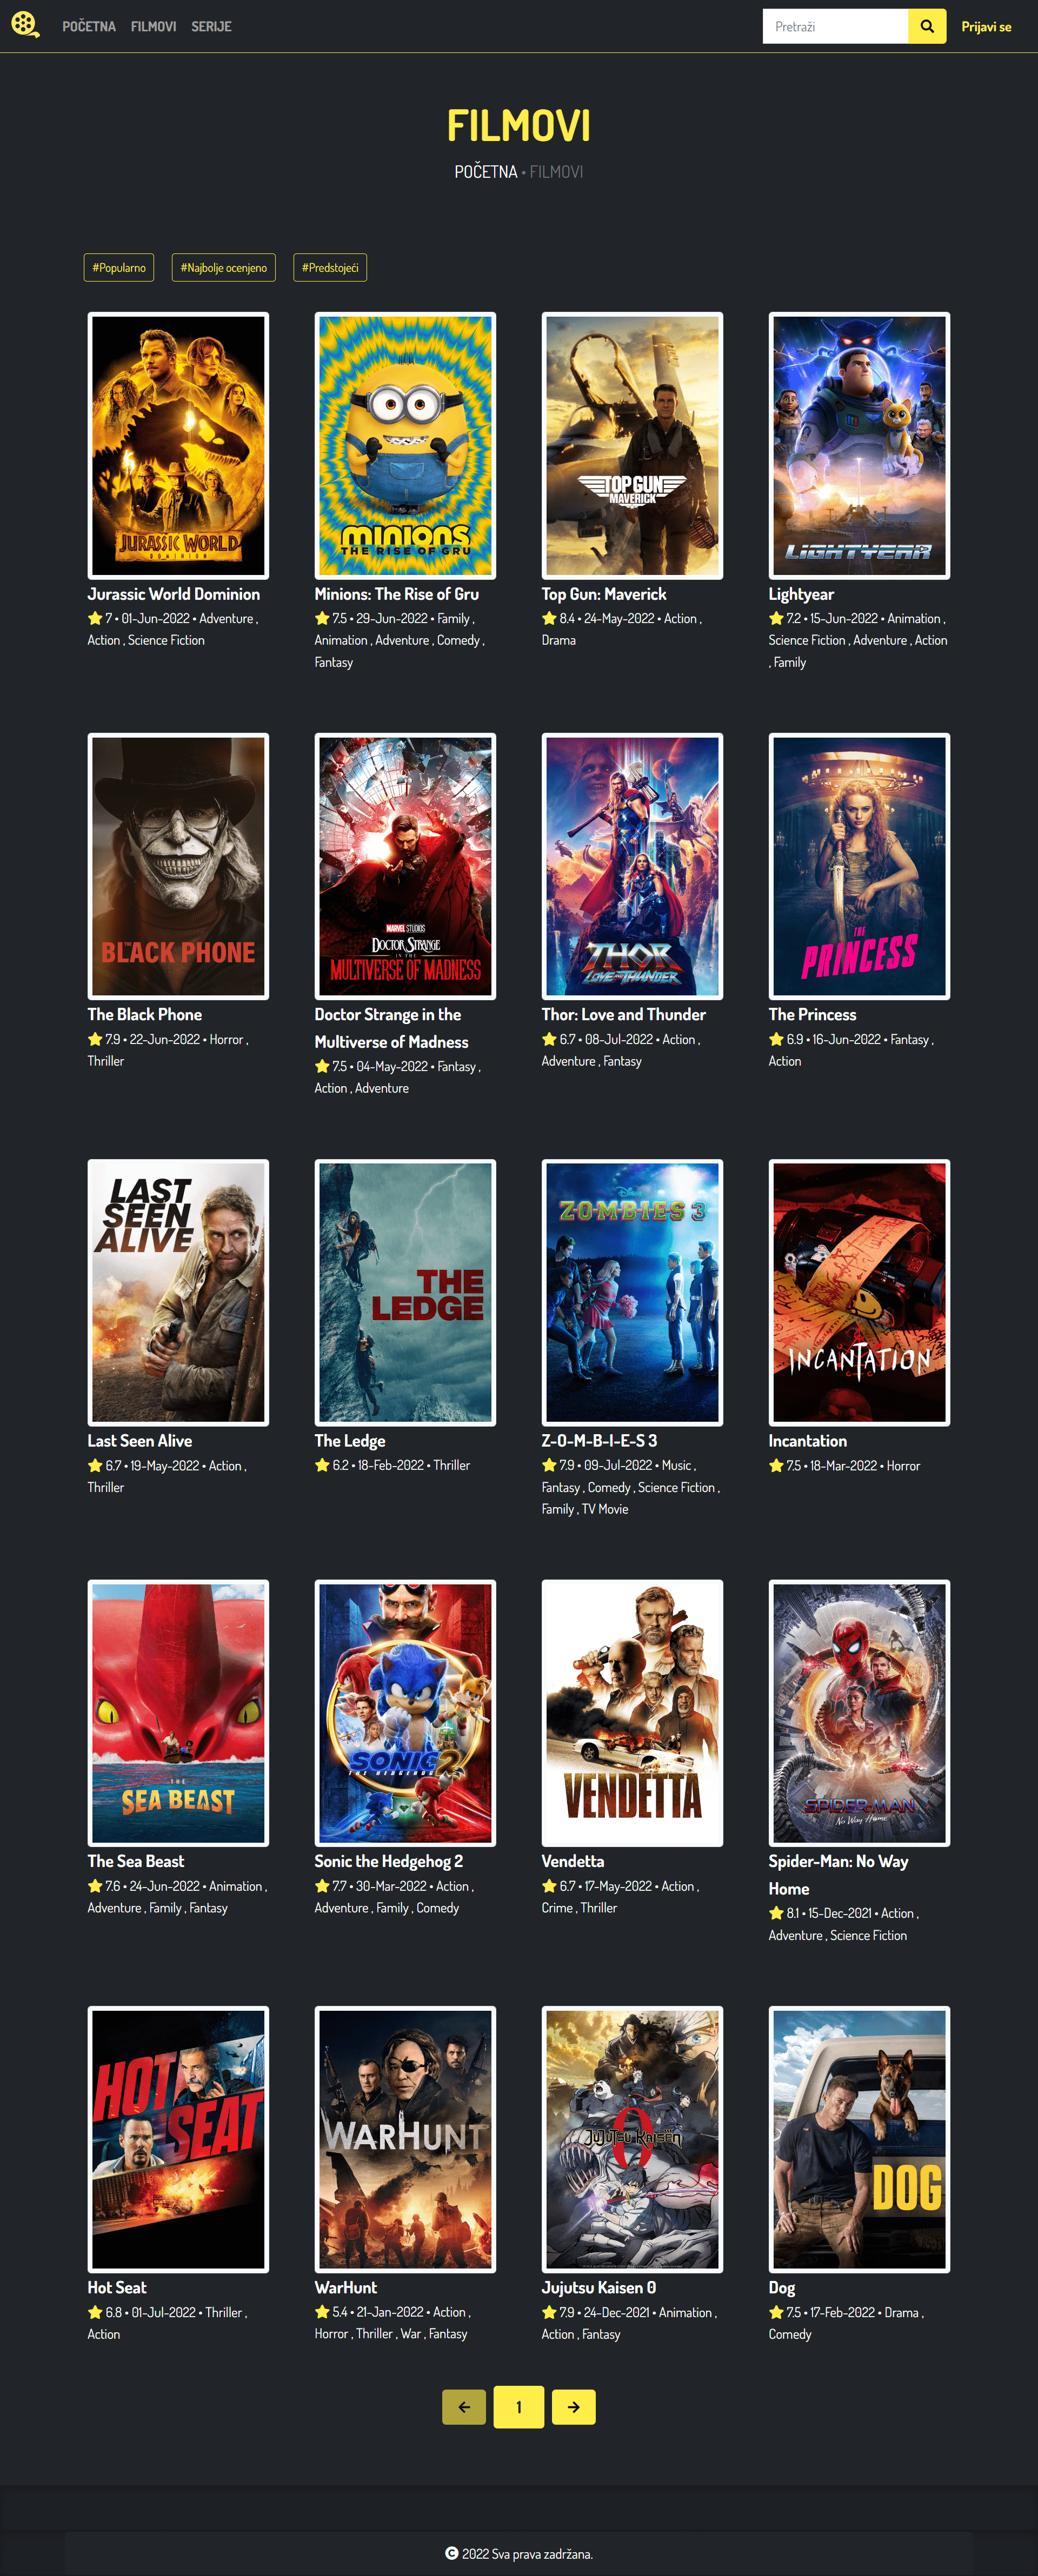 POČETNA FILMOVI SERIJE Pretraži Prijavi se
FILMOVI
POČETNA • FILMOVI
#Popularno #Najbolje ocenjeno #Predstojeći
JURASSIC WORLD
DOMINION
Jurassic World Dominion
7 • 01-Jun-2022 • Adventure ,
Action , Science Fiction
minions
THE RISE OF GRU
Minions: The Rise of Gru
7.5 • 29-Jun-2022 • Family ,
Animation , Adventure , Comedy ,
Fantasy
TOP GUN
MAVERICK
Top Gun: Maverick
8.4 • 24-May-2022 • Action ,
Drama
LIGHTYEAR
Lightyear
7.2 • 15-Jun-2022 • Animation ,
Science Fiction , Adventure , Action
, Family
THE
BLACK PHONE
The Black Phone
7.9 • 22-Jun-2022 • Horror ,
Thriller
MARVEL STUDIOS
DOCTOR STRANGE
IN THE
MULTIVERSE OF MADNESS
Doctor Strange in the
Multiverse of Madness
7.5 • 04-May-2022 • Fantasy ,
Action , Adventure
THOR
LOVE AND THUNDER
Thor: Love and Thunder
6.7 • 08-Jul-2022 • Action ,
Adventure , Fantasy
THE
PRINCESS
The Princess
6.9 • 16-Jun-2022 • Fantasy ,
Action
LAST
SEEN
ALIVE
Last Seen Alive
6.7 • 19-May-2022 • Action ,
Thriller
THE
LEDGE
The Ledge
6.2 • 18-Feb-2022 • Thriller
Disney
ZOMBIES 3
Z-O-M-B-I-E-S 3
7.9 • 09-Jul-2022 • Music ,
Fantasy , Comedy , Science Fiction ,
Family , TV Movie
INCANTATION
Incantation
7.5 • 18-Mar-2022 • Horror
THE
SEA BEAST
The Sea Beast
7.6 • 24-Jun-2022 • Animation ,
Adventure , Family , Fantasy
SONIC 2
THE HEDGEHOG
Sonic the Hedgehog 2
7.7 • 30-Mar-2022 • Action ,
Adventure , Family , Comedy
VENDETTA
Vendetta
6.7 • 17-May-2022 • Action ,
Crime , Thriller
SPIDER-MAN
No Way Home
Spider-Man: No Way
Home
8.1 • 15-Dec-2021 • Action ,
Adventure , Science Fiction
HOT
SEAT
Hot Seat
6.8 • 01-Jul-2022 • Thriller ,
Action
WARHUNT
WarHunt
5.4 • 21-Jan-2022 • Action ,
Horror , Thriller , War , Fantasy
0
JUJUTSU KAISEN
Jujutsu Kaisen 0
7.9 • 24-Dec-2021 • Animation ,
Action , Fantasy
DOG
Dog
7.5 • 17-Feb-2022 • Drama ,
Comedy
← 1 →
© 2022 Sva prava zadržana.